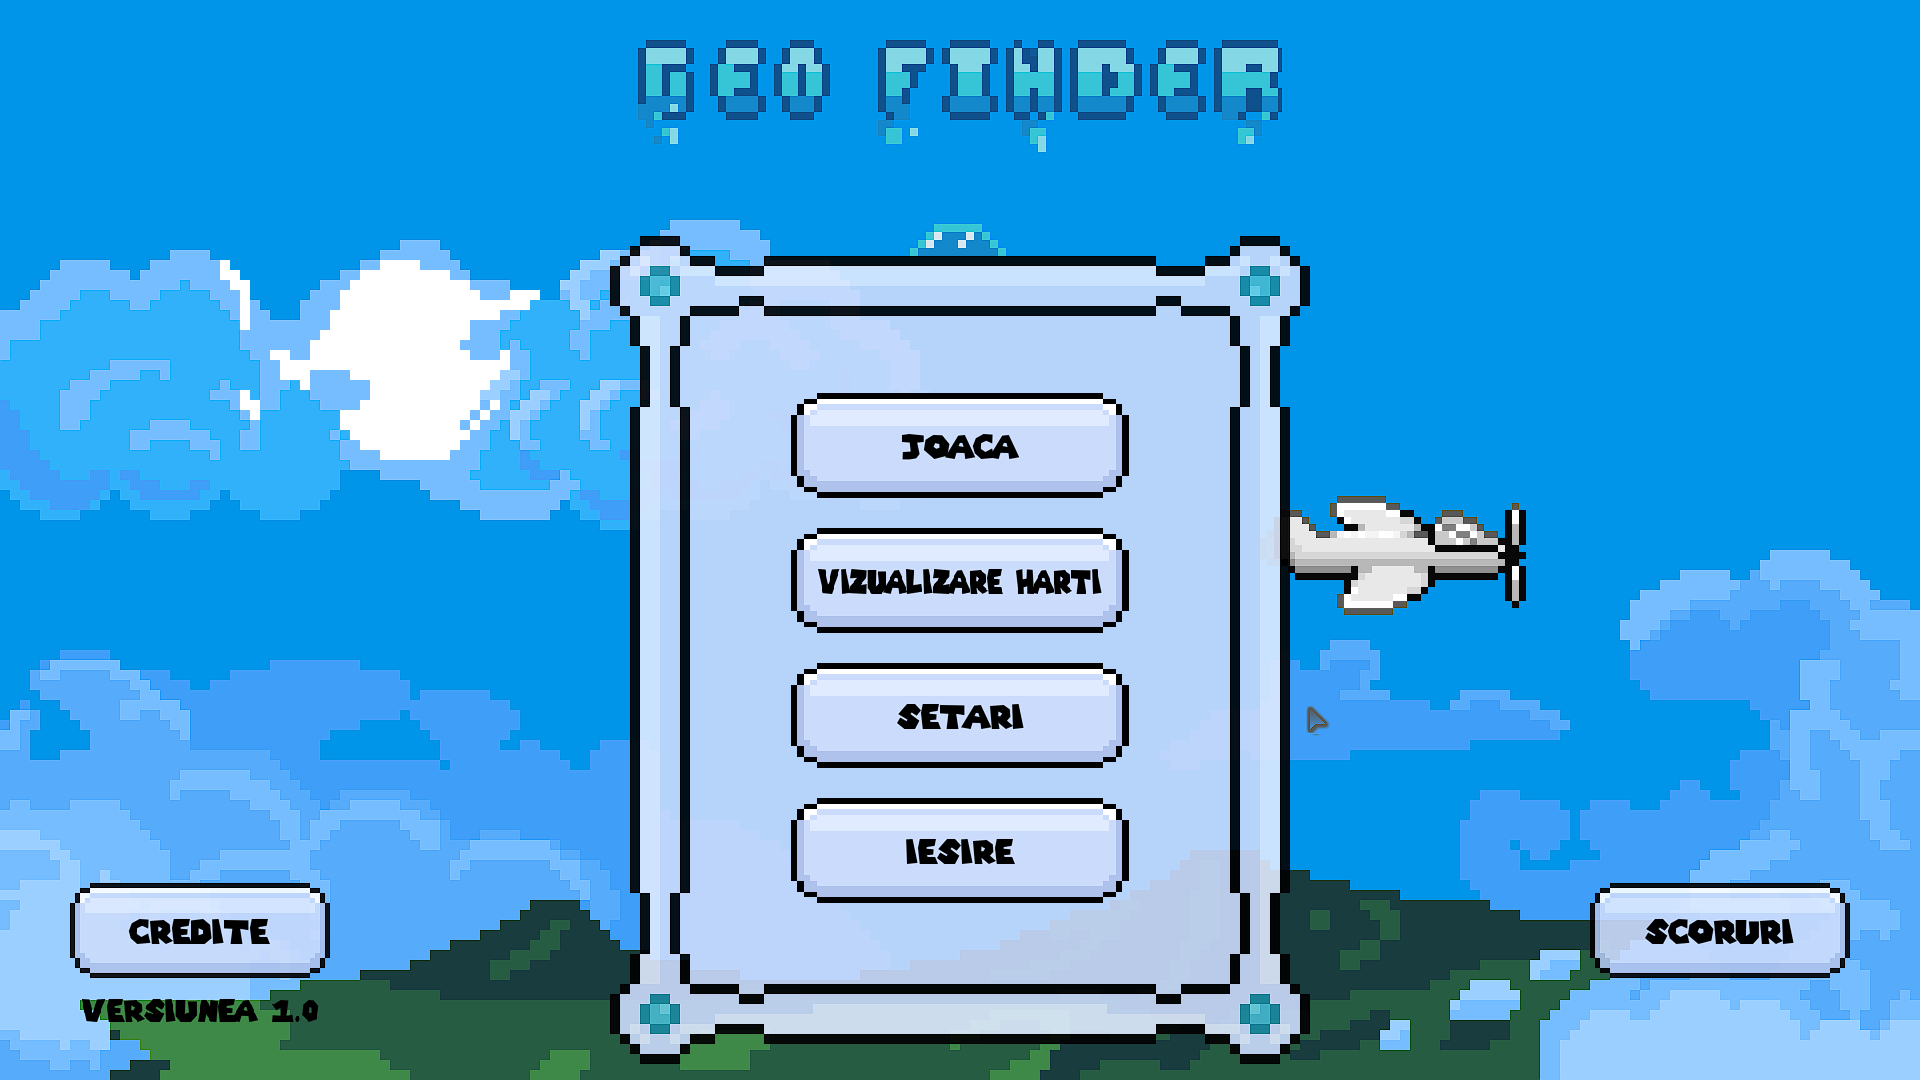 GEO FINDER
JOACA
VIZUALIZARE HARTI
SETARI
IESIRE
CREDITE
SCORURI
VERSIUNEA 1.0